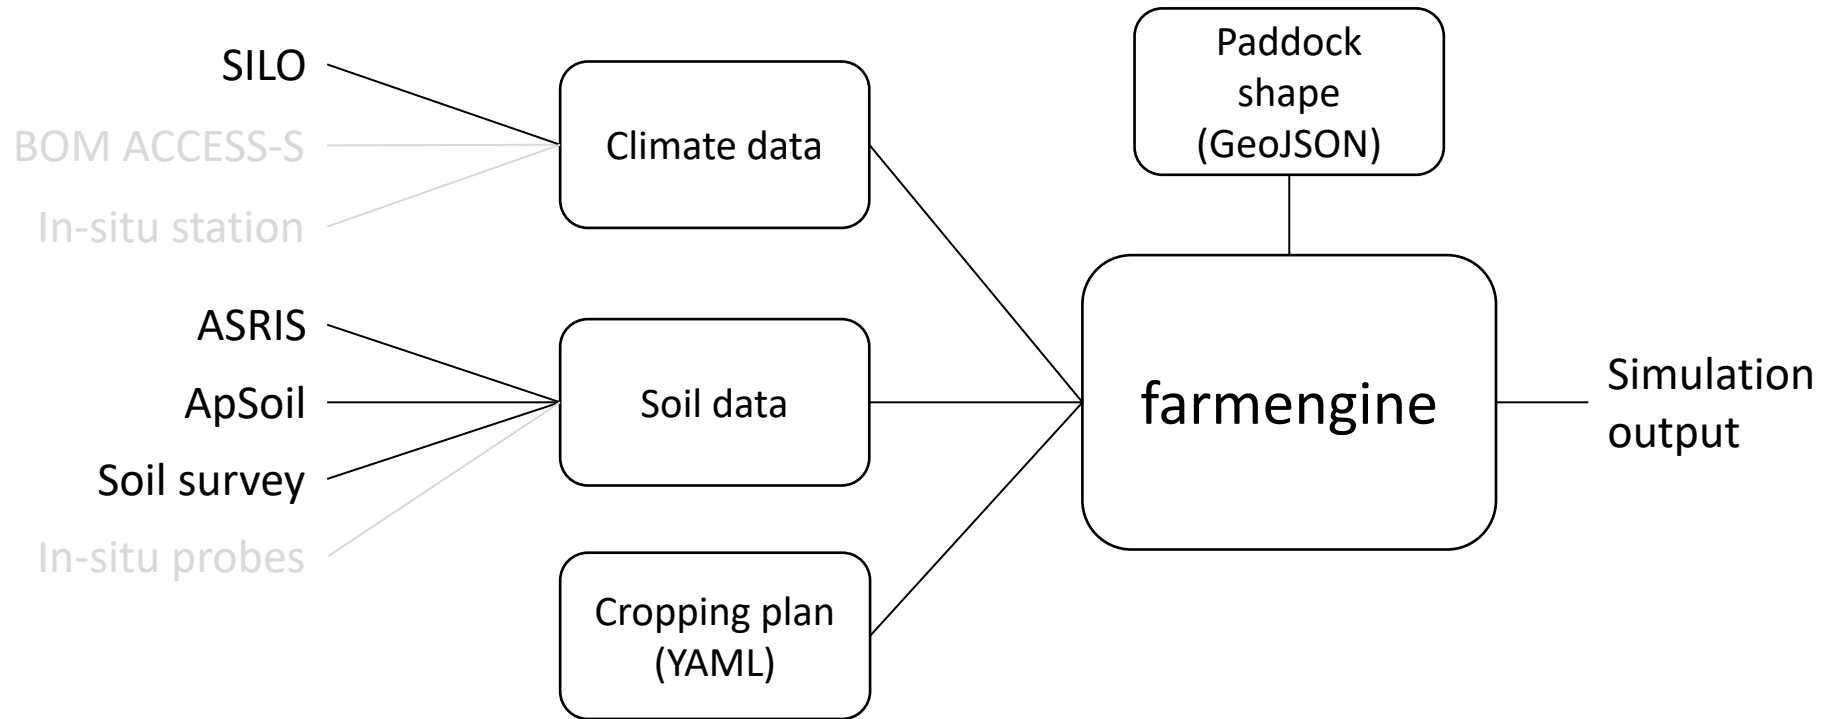 SILO
BOM ACCESS-S
In-situ station
Climate data
ASRIS
ApSoil
Soil survey
In-situ probes
Soil data
Cropping plan
(YAML)
Paddock
shape
(GeoJSON)
farmengine
Simulation
output